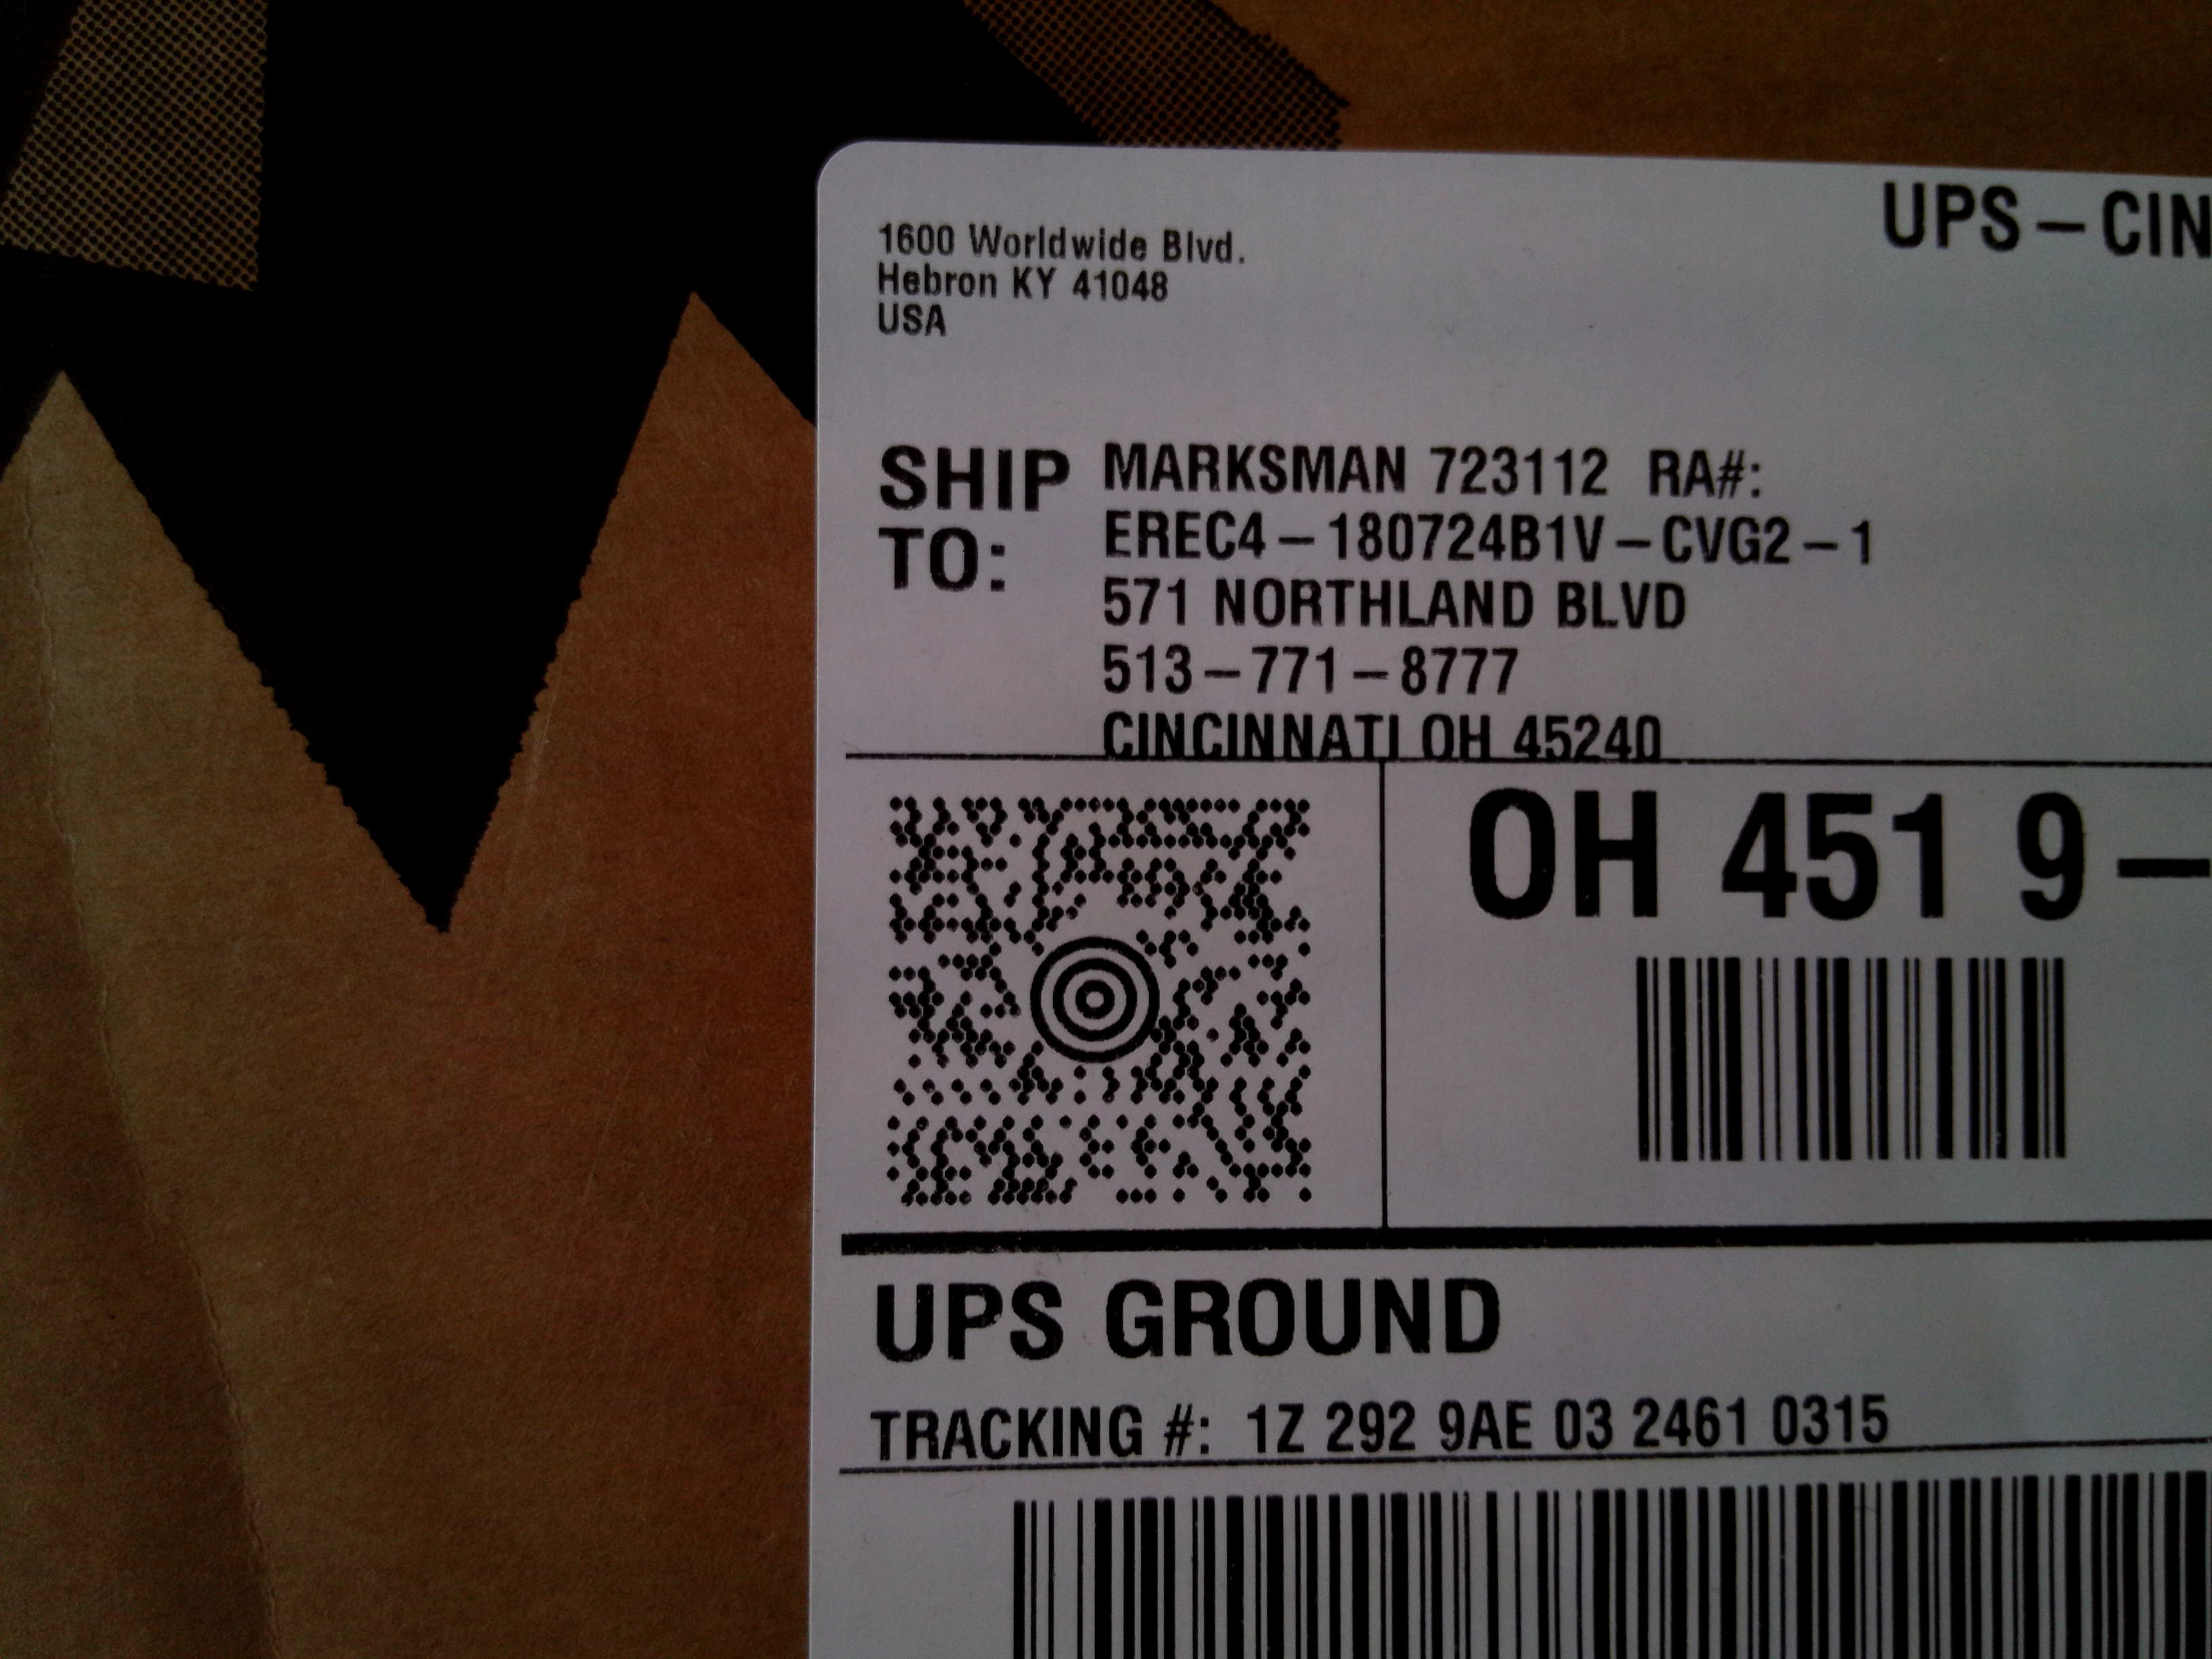 UPS – CIN
1600 Worldwide Blvd.
Hebron KY 41048
USA
SHIP TO:
MARKSMAN 723112 RA#:
EREC4 – 180724B1V – CVG2 – 1
571 NORTHLAND BLVD
513 – 771 – 8777
CINCINNATI OH 45240
OH 451 9 –
UPS GROUND
TRACKING #: 1Z 292 9AE 03 2461 0315